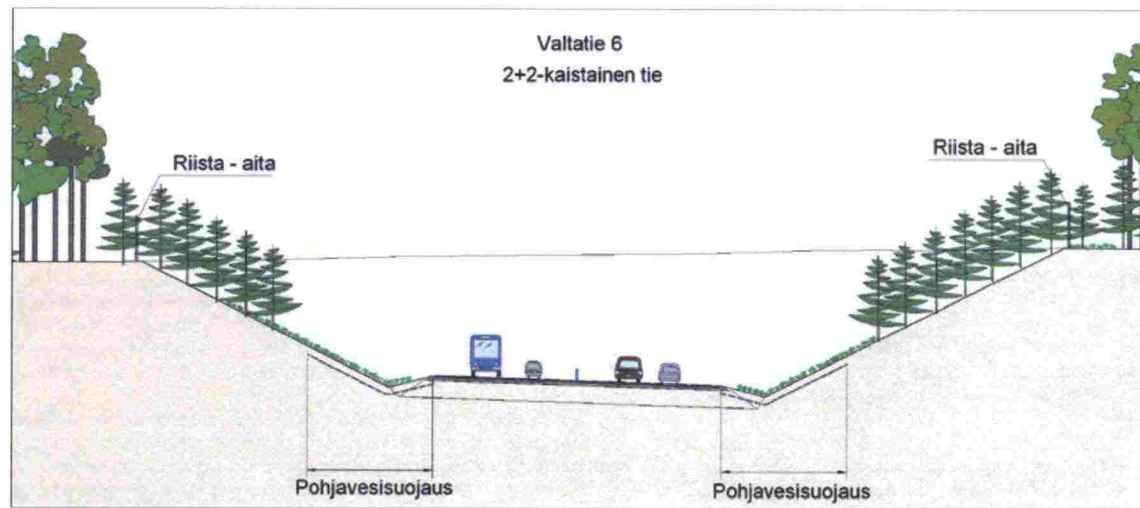 Valtatie 6
2+2-kaistainen tie
Riista - aita
Riista - aita
Pohjavesisuojaus
Pohjavesisuojaus